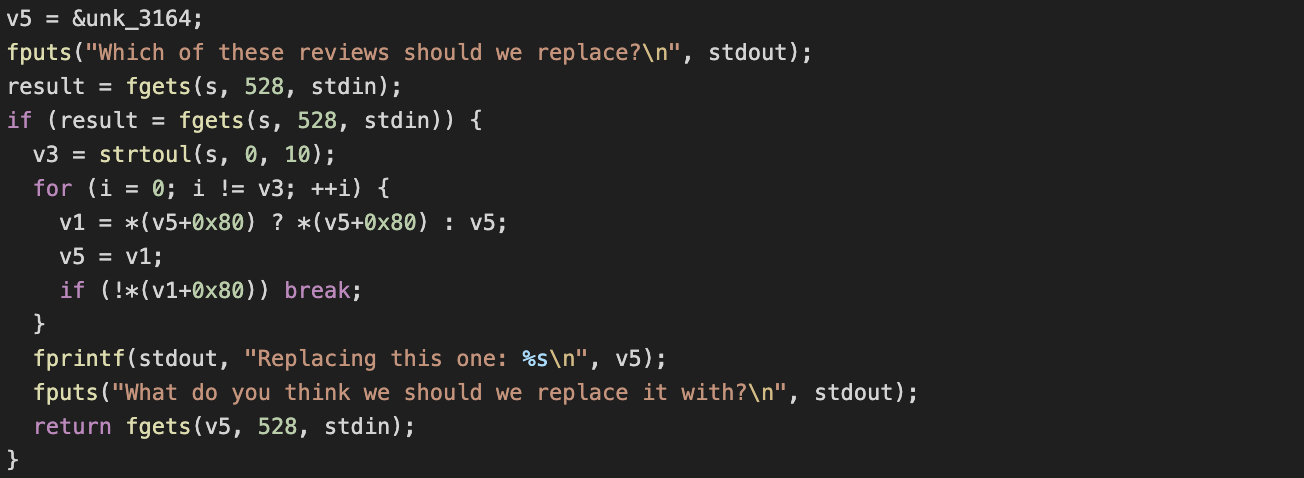 v5 = &unk_3164;
fputs("Which of these reviews should we replace?\n", stdout);
result = fgets(s, 528, stdin);
if (result = fgets(s, 528, stdin)) {
  v3 = strtoul(s, 0, 10);
  for (i = 0; i != v3; ++i) {
    v1 = *(v5+0x80) ? *(v5+0x80) : v5;
    v5 = v1;
    if (!*(v1+0x80)) break;
  }
  fprintf(stdout, "Replacing this one: %s\n", v5);
  fputs("What do you think we should we replace it with?\n", stdout);
  return fgets(v5, 528, stdin);
}